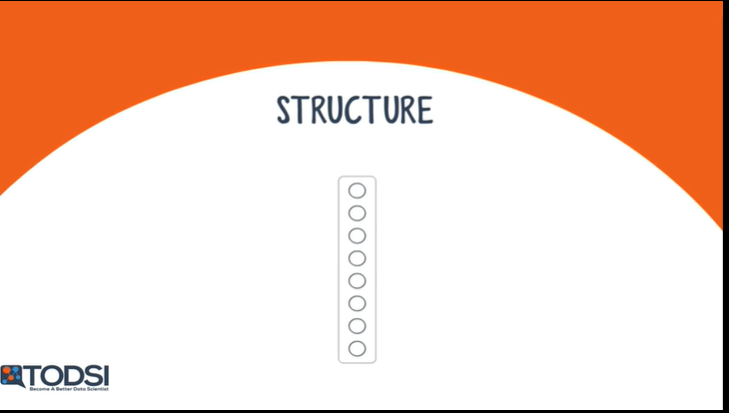 STRUCTURE
TODSI
Become A Better Data Scientist